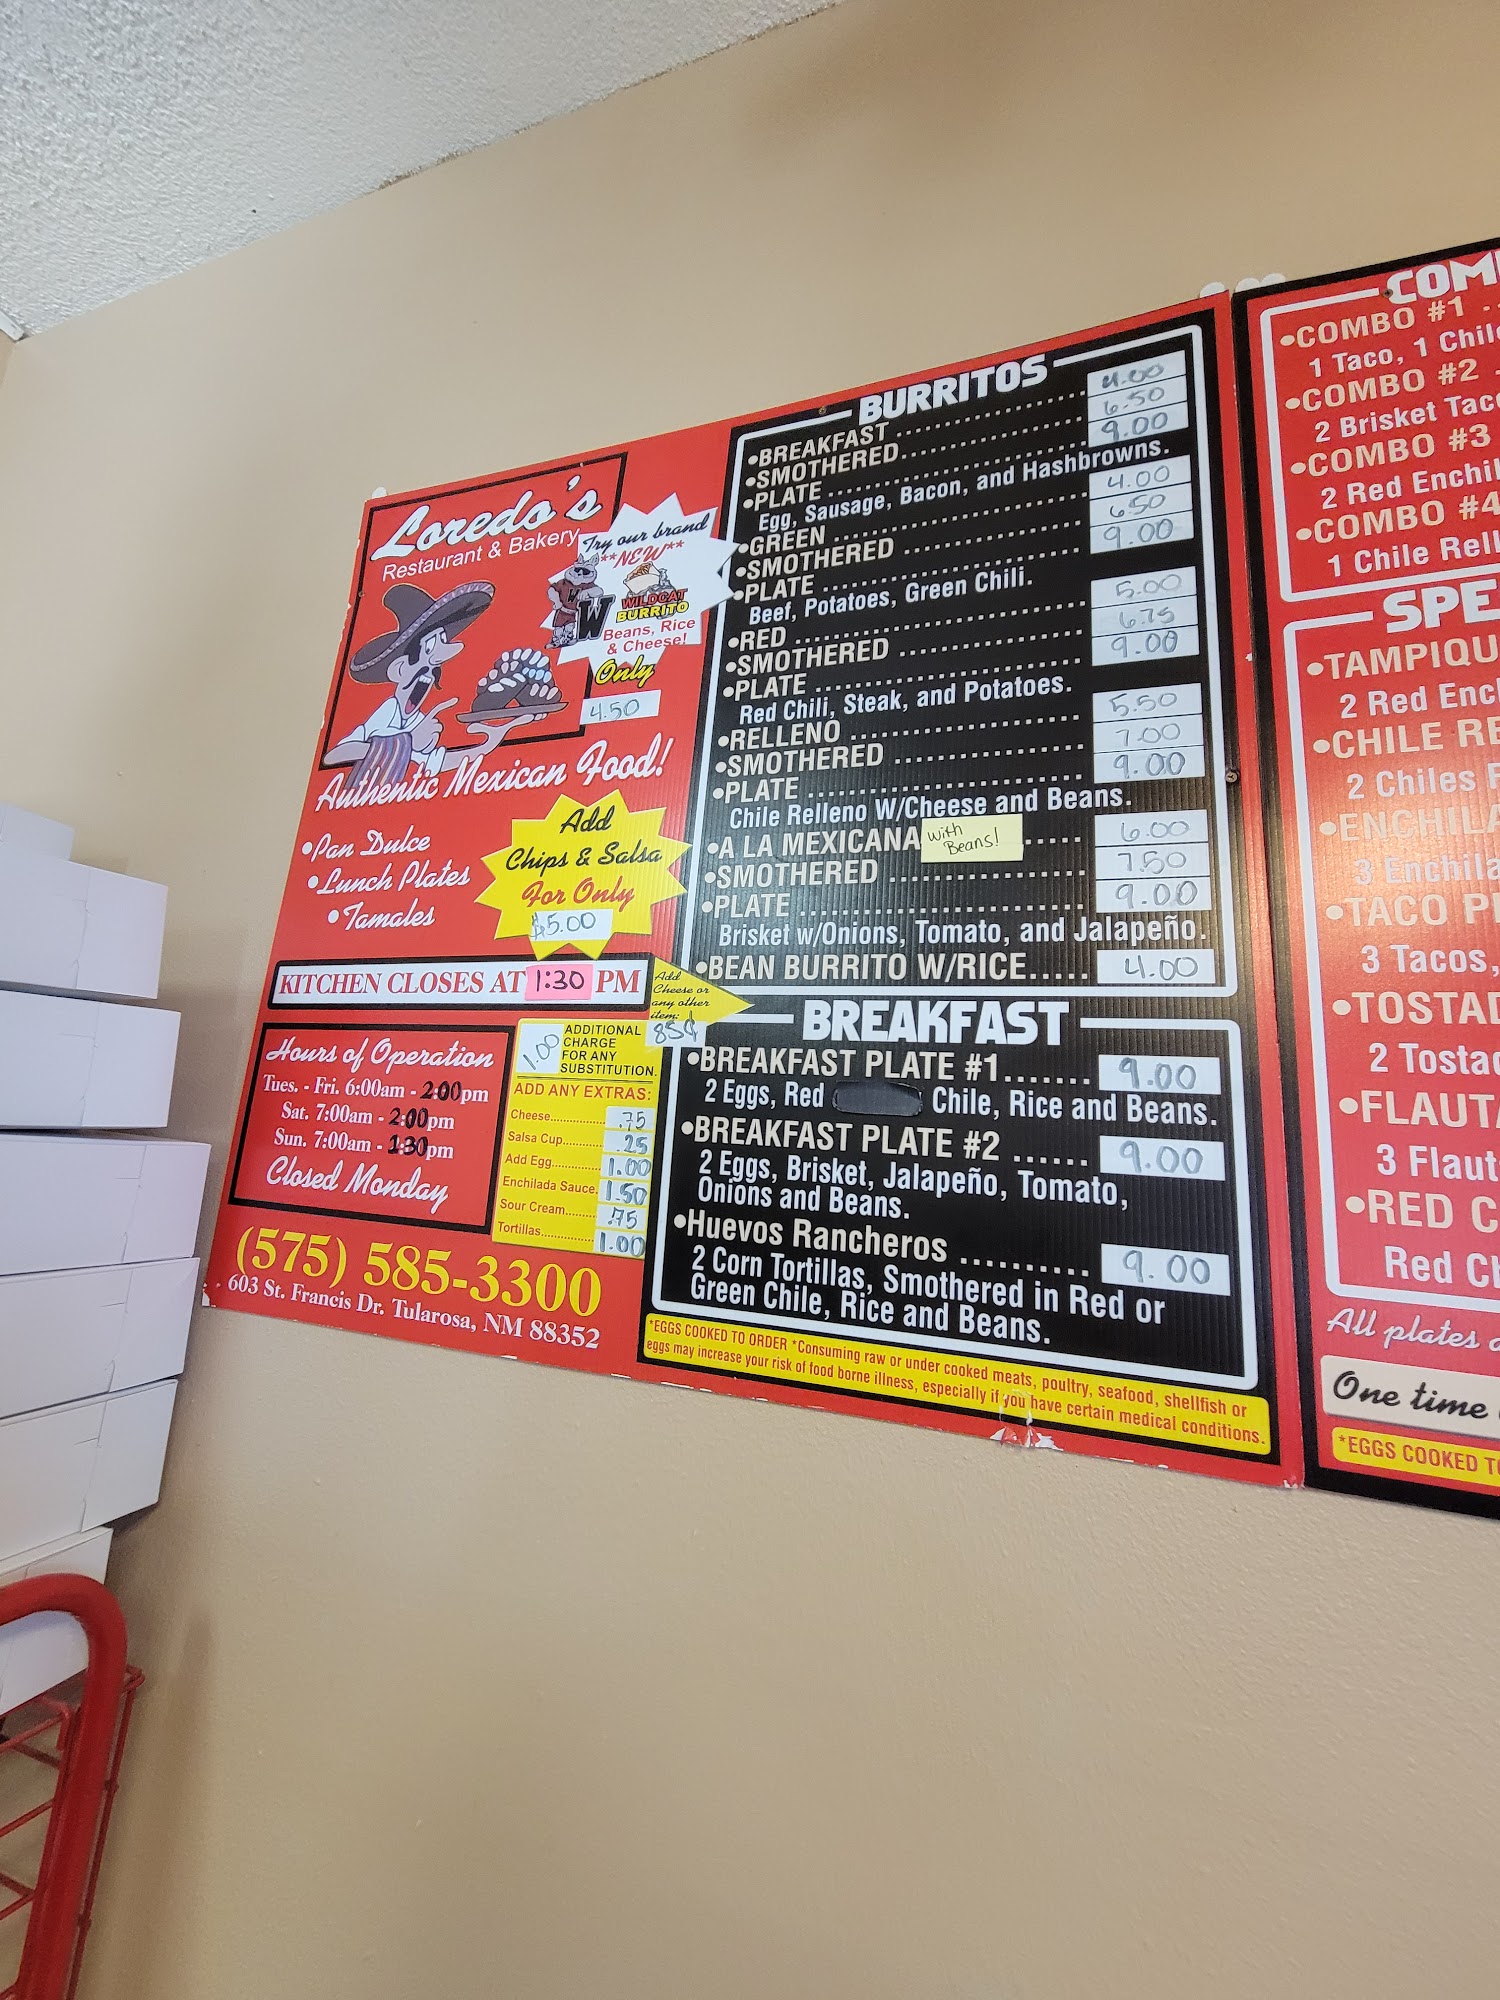 Loredo's
Restaurant & Bakery
Try our brand
**NEW**
W
W
WILDCAT
BURRITO
Beans, Rice
& Cheese!
Only
4.50
Authentic Mexican Food!
•Pan Dulce
•Lunch Plates
•Tamales
Add
Chips & Salsa
For Only
$5.00
KITCHEN CLOSES AT 1:30 PM
Add
Cheese or
any other
item:
85¢
Hours of Operation
Tues. - Fri. 6:00am - 2:00pm
Sat. 7:00am - 2:00pm
Sun. 7:00am - 1:30pm
Closed Monday
1.00 ADDITIONAL
CHARGE
FOR ANY
SUBSTITUTION.
ADD ANY EXTRAS:
Cheese............ .75
Salsa Cup......... .25
Add Egg............ 1.00
Enchilada Sauce. 1.50
Sour Cream........ .75
Tortillas............. 1.00
(575) 585-3300
603 St. Francis Dr. Tularosa, NM 88352
BURRITOS
•BREAKFAST .................... 4.00
•SMOTHERED.................... 6.50
•PLATE .......................... 9.00
Egg, Sausage, Bacon, and Hashbrowns.
•GREEN .......................... 4.00
•SMOTHERED .................... 6.50
•PLATE .......................... 9.00
Beef, Potatoes, Green Chili.
•RED ............................ 5.00
•SMOTHERED .................... 6.75
•PLATE .......................... 9.00
Red Chili, Steak, and Potatoes.
•RELLENO ........................ 5.50
•SMOTHERED .................... 7.00
•PLATE .......................... 9.00
Chile Relleno W/Cheese and Beans.
•A LA MEXICANA with Beans! ..... 6.00
•SMOTHERED .................... 7.50
•PLATE .......................... 9.00
Brisket w/Onions, Tomato, and Jalapeño.
•BEAN BURRITO W/RICE..... 4.00
BREAKFAST
•BREAKFAST PLATE #1....... 9.00
2 Eggs, Red Chile, Rice and Beans.
•BREAKFAST PLATE #2 ...... 9.00
2 Eggs, Brisket, Jalapeño, Tomato,
Onions and Beans.
•Huevos Rancheros .......... 9.00
2 Corn Tortillas, Smothered in Red or
Green Chile, Rice and Beans.
*EGGS COOKED TO ORDER *Consuming raw or under cooked meats, poultry, seafood, shellfish or
eggs may increase your risk of food borne illness, especially if you have certain medical conditions.
COM
•COMBO #1 ..
1 Taco, 1 Chile
•COMBO #2 .
2 Brisket Taco
•COMBO #3
2 Red Enchil
•COMBO #4
1 Chile Rell
SPE
•TAMPIQU
2 Red Encl
•CHILE RE
2 Chiles R
•ENCHILA
3 Enchila
•TACO P
3 Tacos,
•TOSTAD
2 Tostad
•FLAUTA
3 Flaut
•RED C
Red Ch
All plates
One time
*EGGS COOKED TO